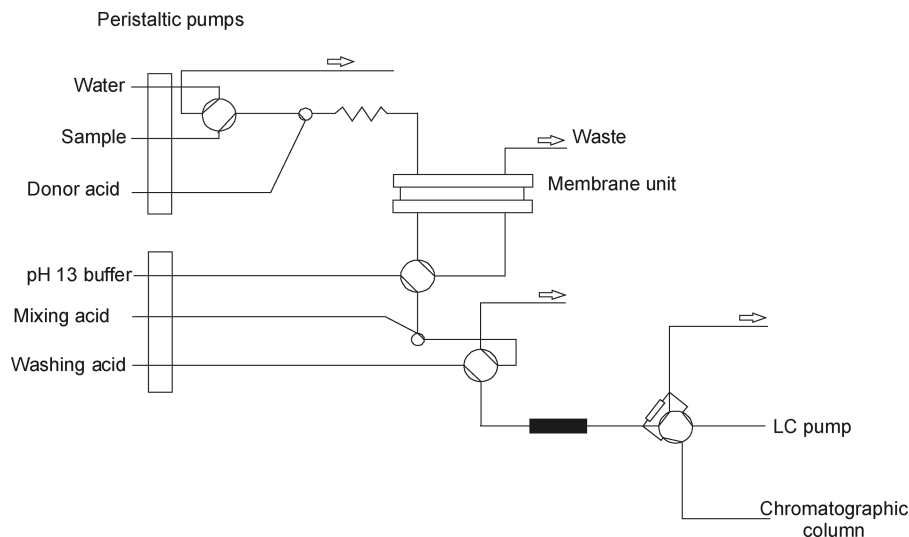 Peristaltic pumps
Water
Sample
Waste
Donor acid
Membrane unit
pH 13 buffer
Mixing acid
Washing acid
LC pump
Chromatographic
column